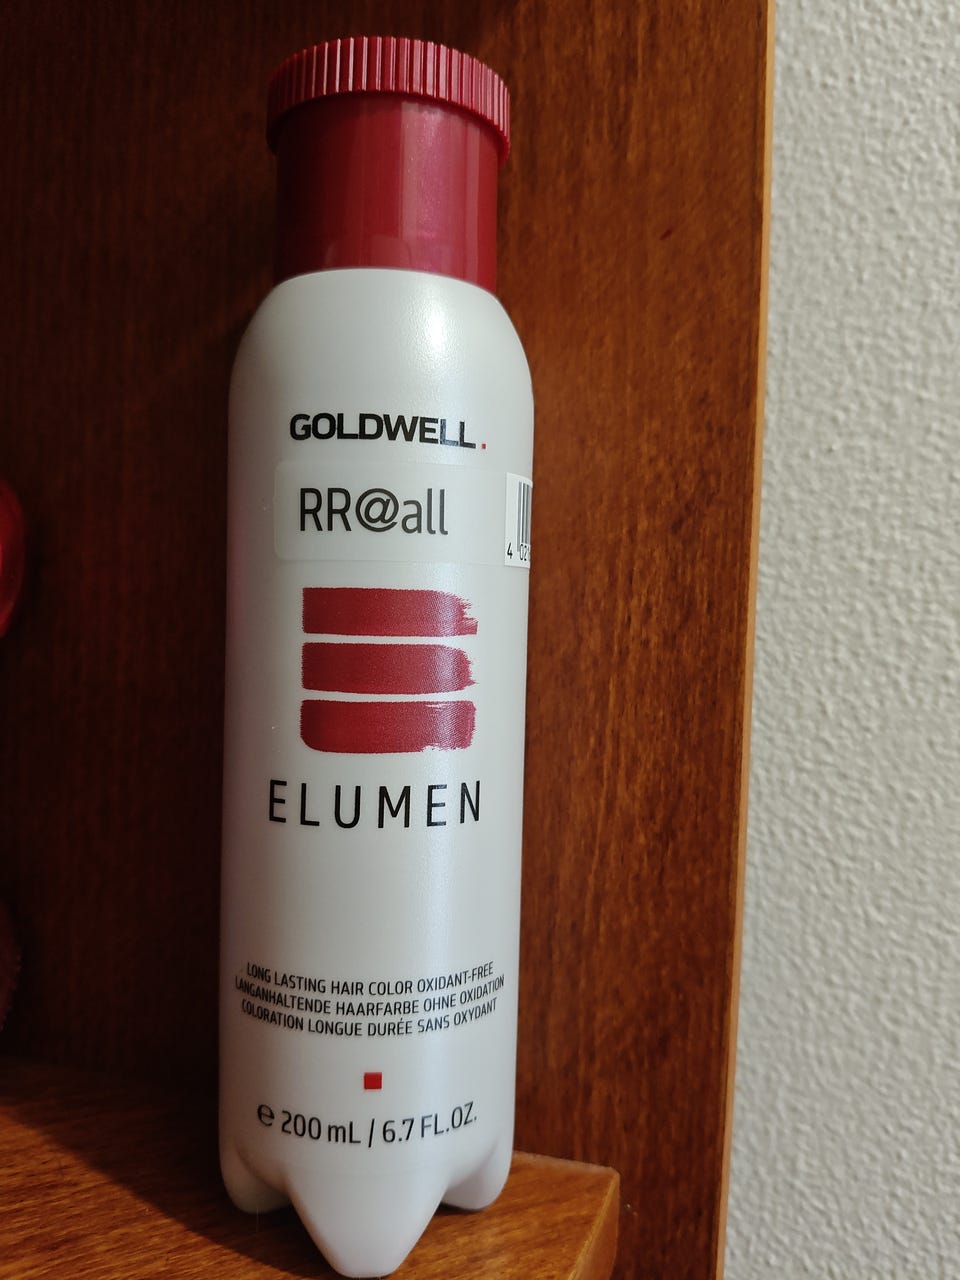 GOLDWELL.
RR@all
ELUMEN
LONG LASTING HAIR COLOR OXIDANT-FREE
LANGANHALTENDE HAARFARBE OHNE OXIDATION
COLORATION LONGUE DURÉE SANS OXYDANT
℮ 200 mL / 6.7 FL.OZ.